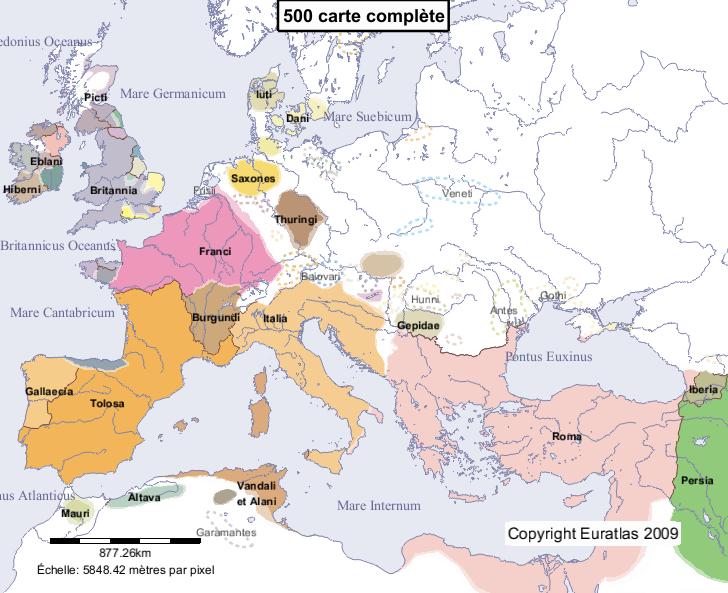 500 carte complète
edonius Oceanus
Picti
Mare Germanicum
Iuti
Dani
Mare Suebicum
Eblani
Hiberni
Britannia
Saxones
Frisii
Veneti
Thuringi
Britannicus Oceanus
Franci
Baiovari
Hunni
Antes
Gothi
Mare Cantabricum
Burgundi
Italia
Gepidae
Pontus Euxinus
Gallaecia
Tolosa
Iberia
Roma
Persia
nus Atlanticus
Altava
Vandali
et Alani
Mauri
Garamantes
Mare Internum
Copyright Euratlas 2009
877.26km
Échelle: 5848.42 mètres par pixel